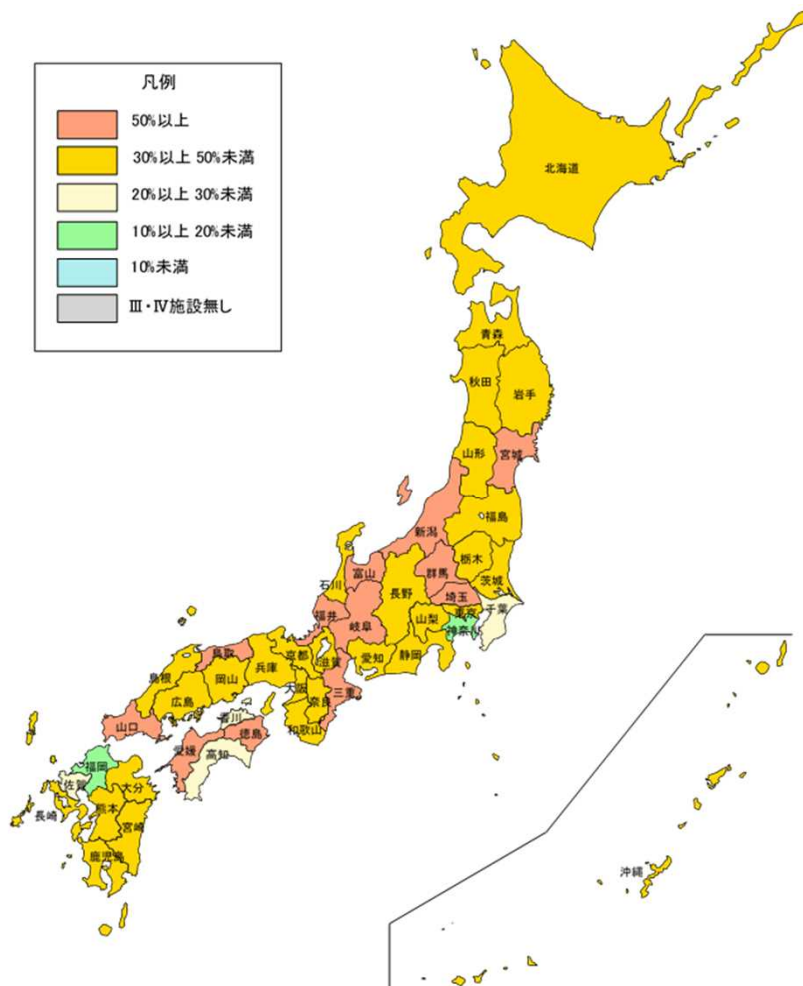 凡例
50%以上
30%以上 50%未満
20%以上 30%未満
10%以上 20%未満
10%未満
Ⅲ・Ⅳ施設無し
北海道
青森
秋田
岩手
山形
宮城
新潟
福島
栃木
群馬
茨城
石川
富山
長野
埼玉
福井
岐阜
山梨
東京
千葉
神奈川
鳥取
京都
滋賀
愛知
静岡
島根
岡山
兵庫
広島
大阪
奈良
三重
山口
香川
徳島
和歌山
愛媛
高知
福岡
佐賀
大分
長崎
熊本
宮崎
鹿児島
沖縄